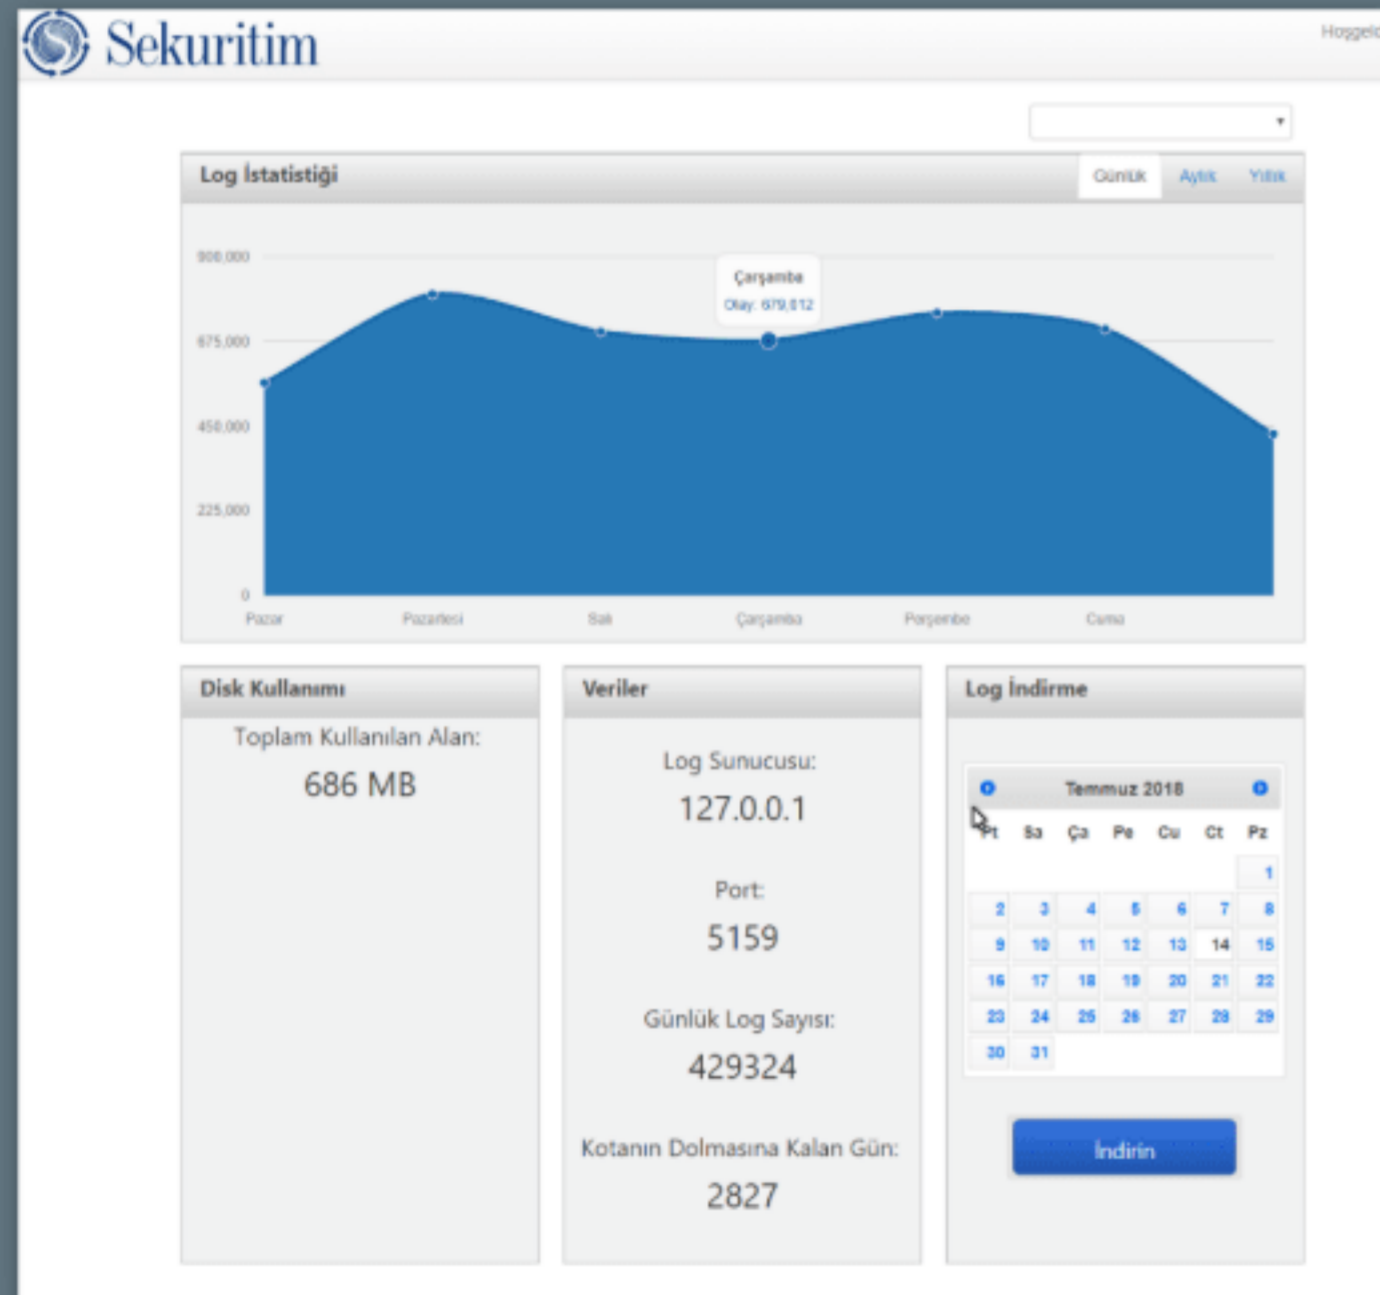 Sekuritim
Log İstatistiği
Günlük Aylık Yıllık
900,000
Çarşamba
Olay: 679,012
675,000
450,000
225,000
0
Pazar Pazartesi Salı Çarşamba Perşembe Cuma
Disk Kullanımı
Toplam Kullanılan Alan:
686 MB
Veriler
Log Sunucusu:
127.0.0.1
Port:
5159
Günlük Log Sayısı:
429324
Kotanın Dolmasına Kalan Gün:
2827
Log İndirme
Temmuz 2018
Pt Sa Ça Pe Cu Ct Pz
1
2 3 4 5 6 7 8
9 10 11 12 13 14 15
16 17 18 19 20 21 22
23 24 25 26 27 28 29
30 31
İndirin